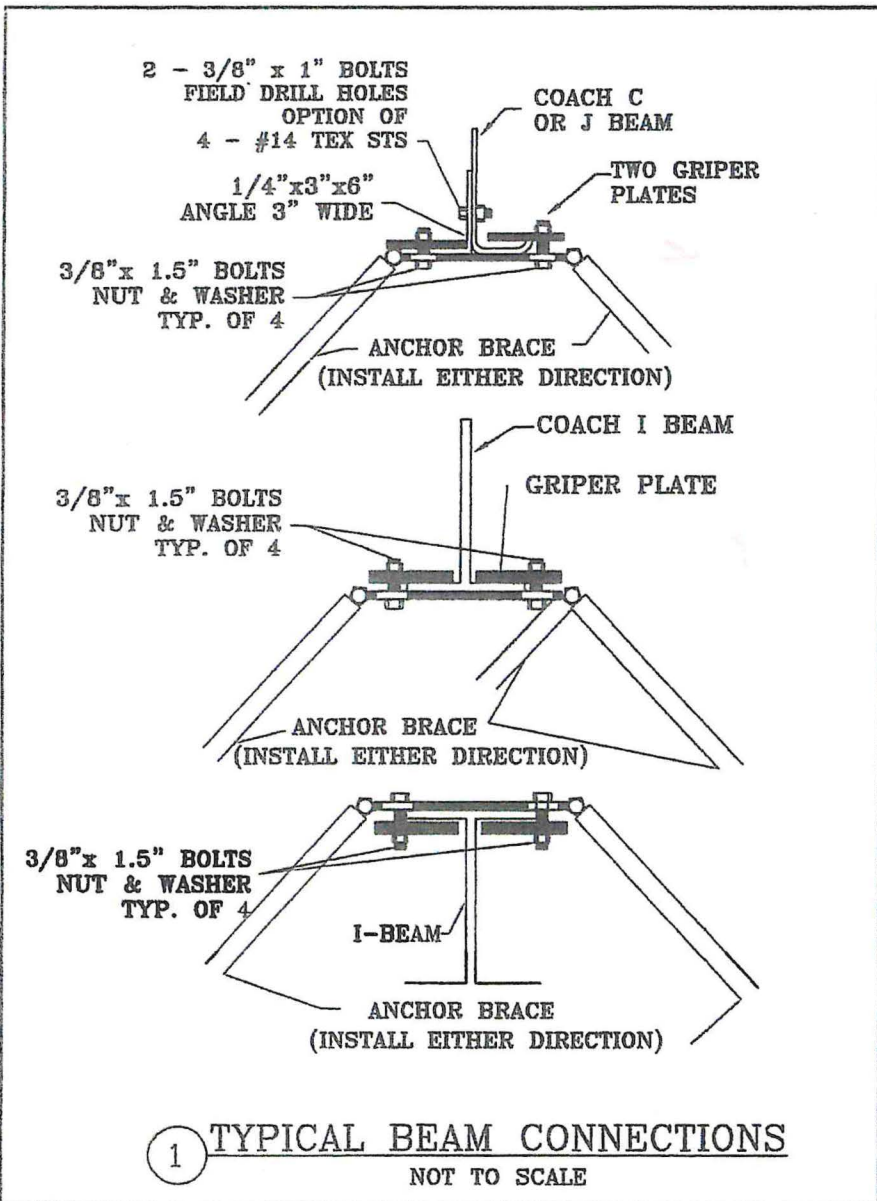 2 - 3/8" x 1" BOLTS
FIELD DRILL HOLES
OPTION OF
4 - #14 TEX STS
COACH C
OR J BEAM
1/4"x3"x6"
ANGLE 3" WIDE
TWO GRIPER
PLATES
3/8"x 1.5" BOLTS
NUT & WASHER
TYP. OF 4
ANCHOR BRACE
(INSTALL EITHER DIRECTION)
COACH I BEAM
3/8"x 1.5" BOLTS
NUT & WASHER
TYP. OF 4
GRIPER PLATE
ANCHOR BRACE
(INSTALL EITHER DIRECTION)
3/8"x 1.5" BOLTS
NUT & WASHER
TYP. OF 4
I-BEAM
ANCHOR BRACE
(INSTALL EITHER DIRECTION)
1 TYPICAL BEAM CONNECTIONS
NOT TO SCALE